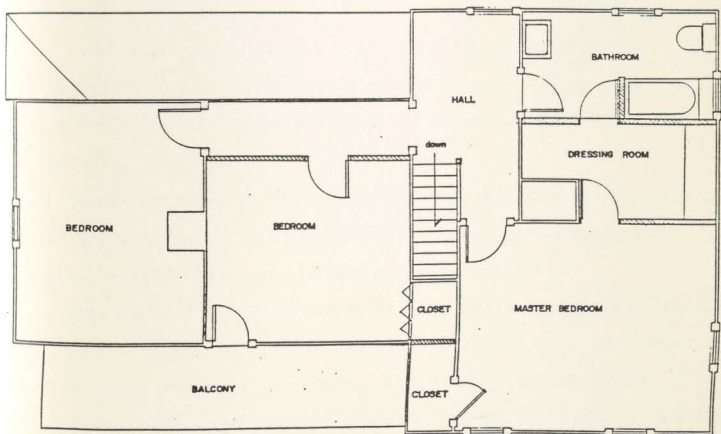 BATHROOM
HALL
down
DRESSING ROOM
BEDROOM
BEDROOM
CLOSET
MASTER BEDROOM
BALCONY
CLOSET